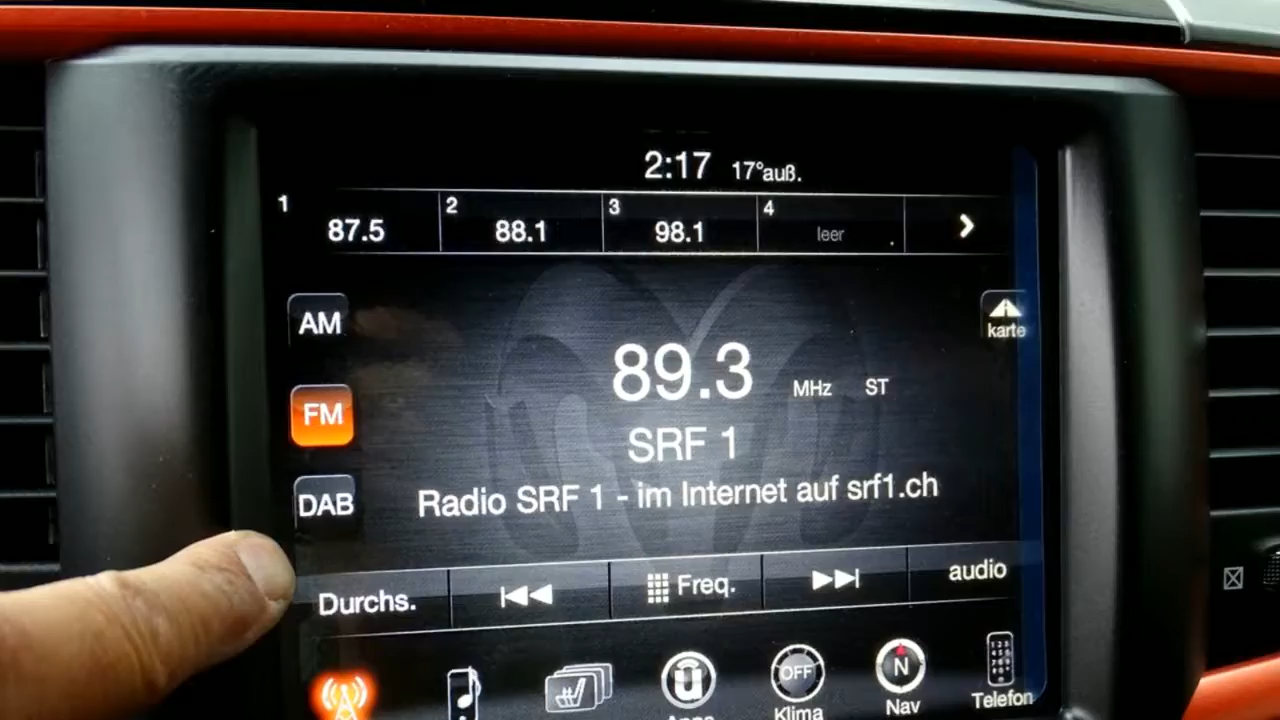 2:17 17°auß.
1 87.5 2 88.1 3 98.1 4 leer
AM
karte
89.3 MHz ST
FM
SRF 1
DAB
Radio SRF 1 - im Internet auf srf1.ch
Durchs. Freq. audio
OFF N
Klima Nav Telefon